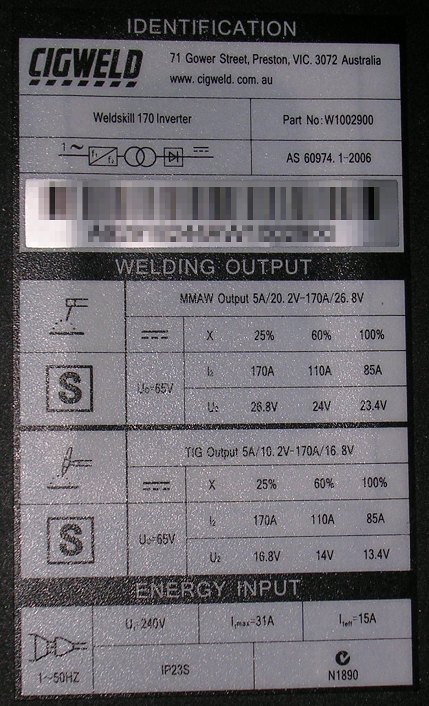 IDENTIFICATION
CIGWELD
71 Gower Street, Preston, VIC. 3072 Australia
www. cigweld. com. au
Weldskill 170 Inverter
Part No: W1002900
1~ f₁ f₂
AS 60974. 1-2006
WELDING OUTPUT
MMAW Output 5A/20. 2V-170A/26. 8V
X 25% 60% 100%
S U₀=65V
I₂ 170A 110A 85A
U₂ 26.8V 24V 23.4V
TIG Output 5A/10. 2V-170A/16. 8V
X 25% 60% 100%
S U₀=65V
I₂ 170A 110A 85A
U₂ 16.8V 14V 13.4V
ENERGY INPUT
U₁=240V I₁max=31A I₁eff=15A
1~50HZ
IP23S
N1890